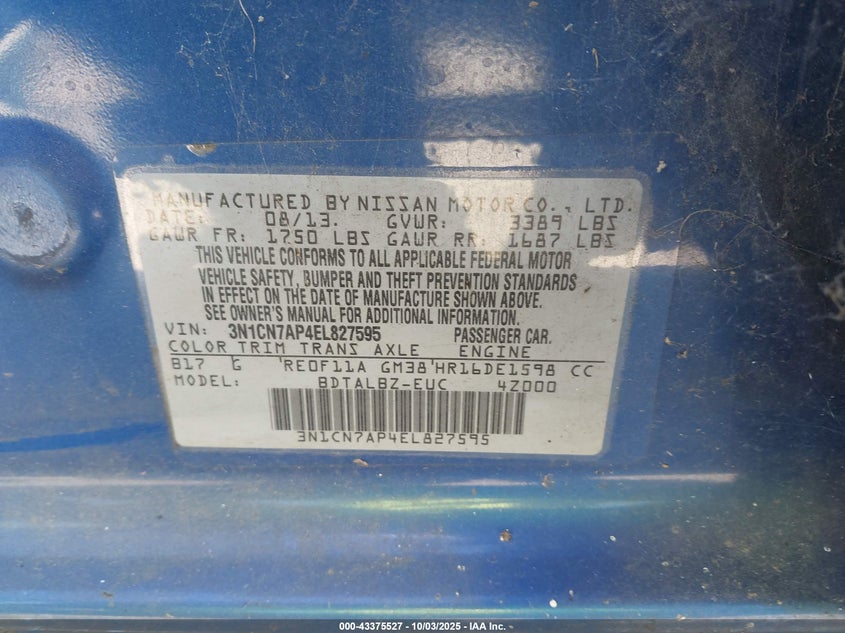 MANUFACTURED BY NISSAN MOTOR CO., LTD.
DATE: 08/13. GVWR: 3389 LBS
GAWR FR: 1750 LBS GAWR RR: 1687 LBS
THIS VEHICLE CONFORMS TO ALL APPLICABLE FEDERAL MOTOR
VEHICLE SAFETY, BUMPER AND THEFT PREVENTION STANDARDS
IN EFFECT ON THE DATE OF MANUFACTURE SHOWN ABOVE.
SEE OWNER'S MANUAL FOR ADDITIONAL INFORMATION.
VIN: 3N1CN7AP4EL827595 PASSENGER CAR.
COLOR TRIM TRANS AXLE ENGINE
B17 G RE0F11A GM38 HR16DE1598 CC
MODEL: BDTALBZ-EUC 4Z000
3N1CN7AP4EL827595
000-43375527 - 10/03/2025 - IAA Inc.